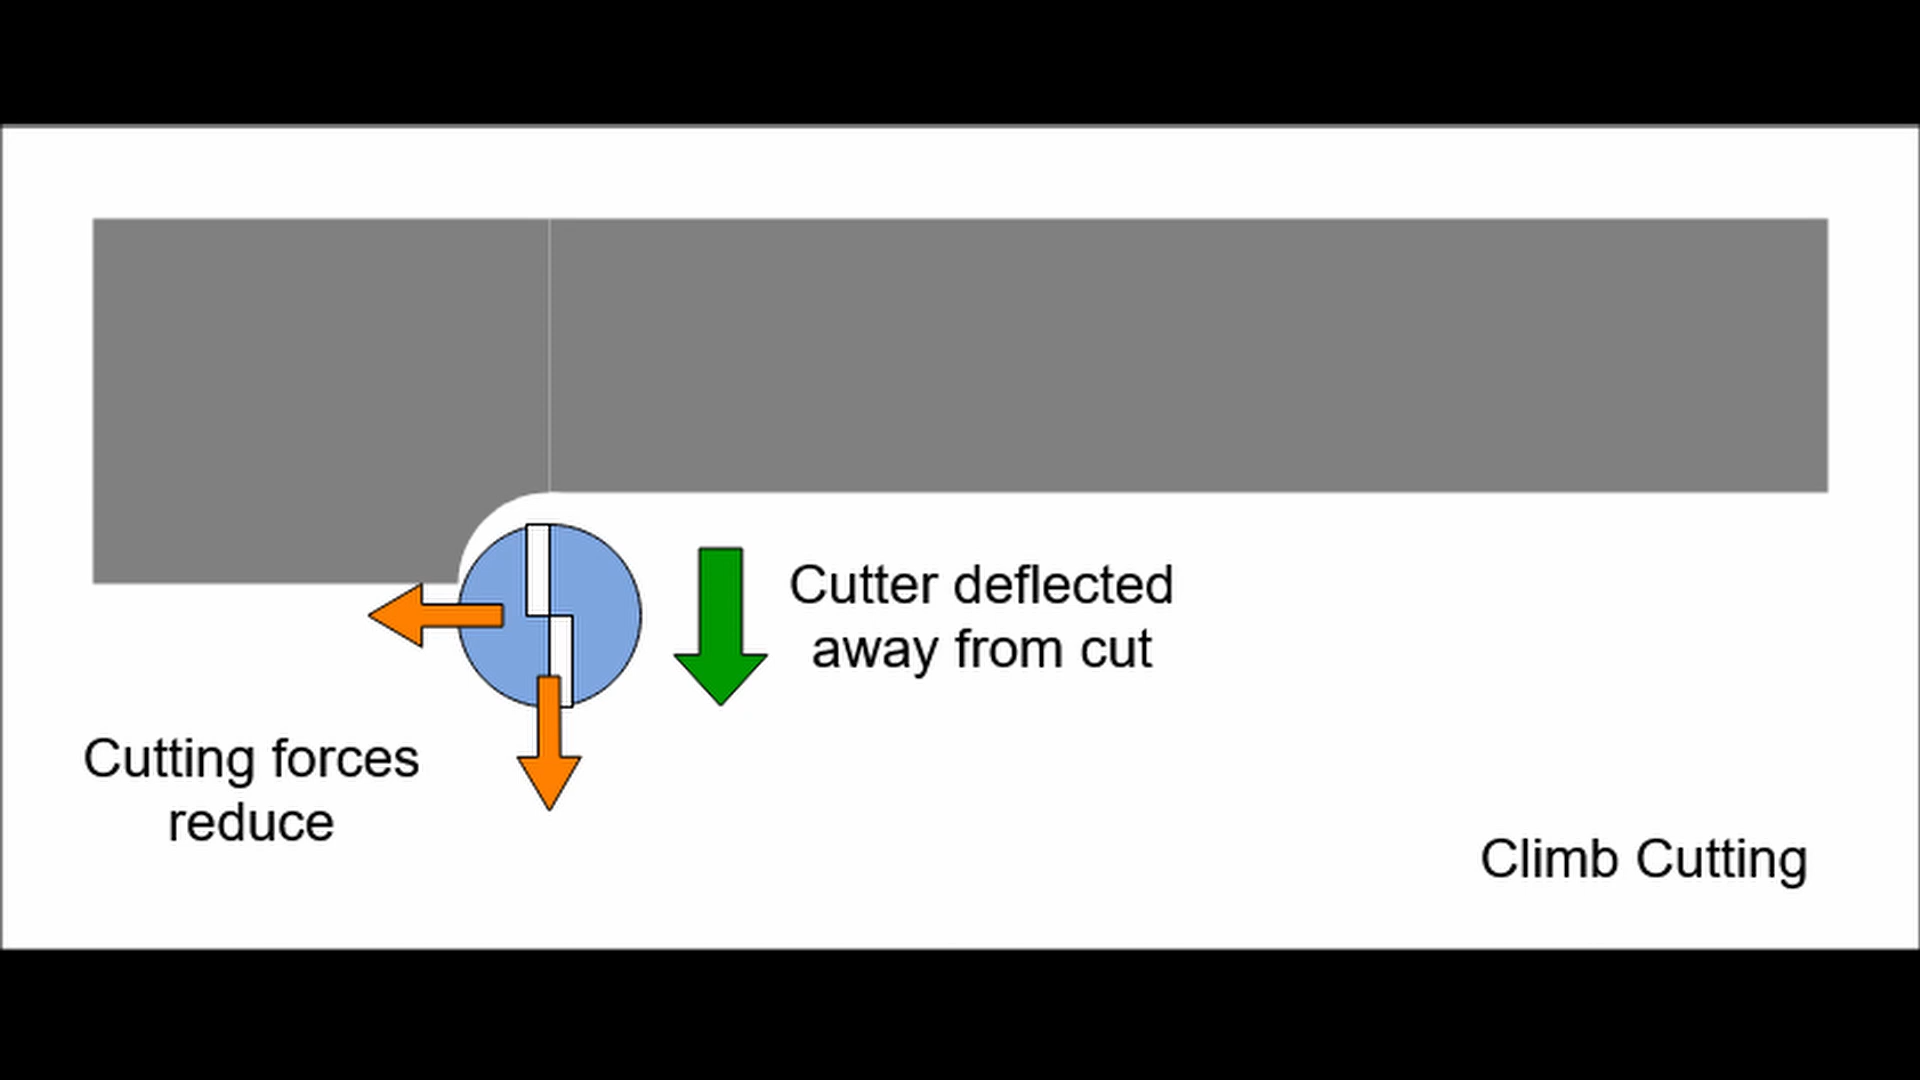 Cutter deflected
away from cut
Cutting forces
reduce
Climb Cutting